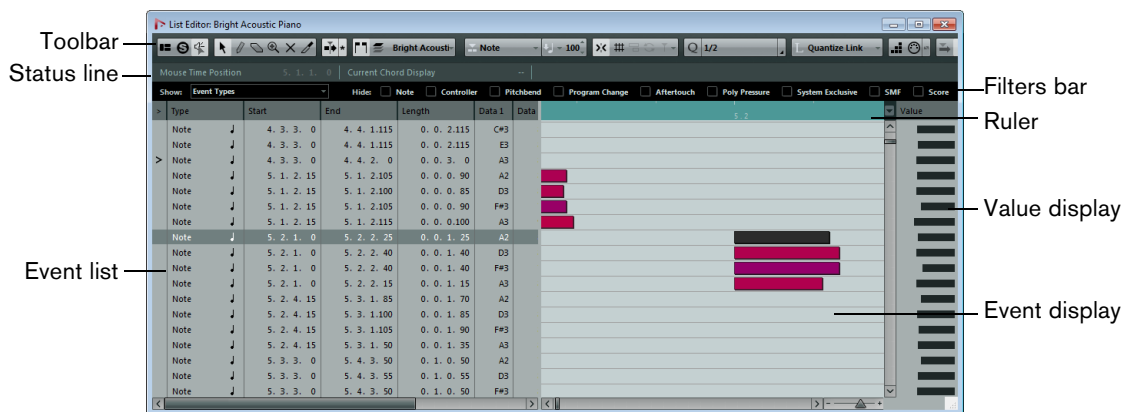 List Editor: Bright Acoustic Piano
Toolbar
Bright Acousti Note 100 Q 1/2 L Quantize Link
Status line
Mouse Time Position 5. 1. 1. 0 Current Chord Display --
Show: Event Types Hide: Note Controller Pitchbend Program Change Aftertouch Poly Pressure System Exclusive SMF Score
Filters bar
> Type Start End Length Data 1 Data 5. 2 Value
Ruler
Note 4. 3. 3. 0 4. 4. 1.115 0. 0. 2.115 C#3
Note 4. 3. 3. 0 4. 4. 1.115 0. 0. 2.115 E3
> Note 4. 3. 3. 0 4. 4. 2. 0 0. 0. 3. 0 A3
Note 5. 1. 2. 15 5. 1. 2.105 0. 0. 0. 90 A2
Note 5. 1. 2. 15 5. 1. 2.100 0. 0. 0. 85 D3
Note 5. 1. 2. 15 5. 1. 2.105 0. 0. 0. 90 F#3
Value display
Note 5. 1. 2. 15 5. 1. 2.115 0. 0. 0.100 A3
Note 5. 2. 1. 0 5. 2. 2. 25 0. 0. 1. 25 A2
Note 5. 2. 1. 0 5. 2. 2. 40 0. 0. 1. 40 D3
Event list
Note 5. 2. 1. 0 5. 2. 2. 40 0. 0. 1. 40 F#3
Note 5. 2. 1. 0 5. 2. 2. 15 0. 0. 1. 15 A3
Note 5. 2. 4. 15 5. 3. 1. 85 0. 0. 1. 70 A2
Note 5. 2. 4. 15 5. 3. 1.100 0. 0. 1. 85 D3
Event display
Note 5. 2. 4. 15 5. 3. 1.105 0. 0. 1. 90 F#3
Note 5. 2. 4. 15 5. 3. 1. 50 0. 0. 1. 35 A3
Note 5. 3. 3. 0 5. 4. 3. 50 0. 1. 0. 50 A2
Note 5. 3. 3. 0 5. 4. 3. 55 0. 1. 0. 55 D3
Note 5. 3. 3. 0 5. 4. 3. 50 0. 1. 0. 50 F#3